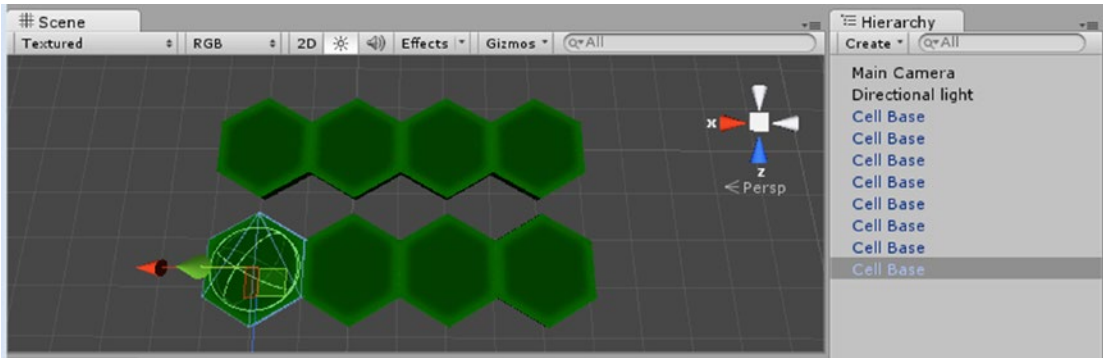 Scene
Textured RGB 2D Effects Gizmos All
x
z
Persp
Hierarchy
Create All
Main Camera
Directional light
Cell Base
Cell Base
Cell Base
Cell Base
Cell Base
Cell Base
Cell Base
Cell Base